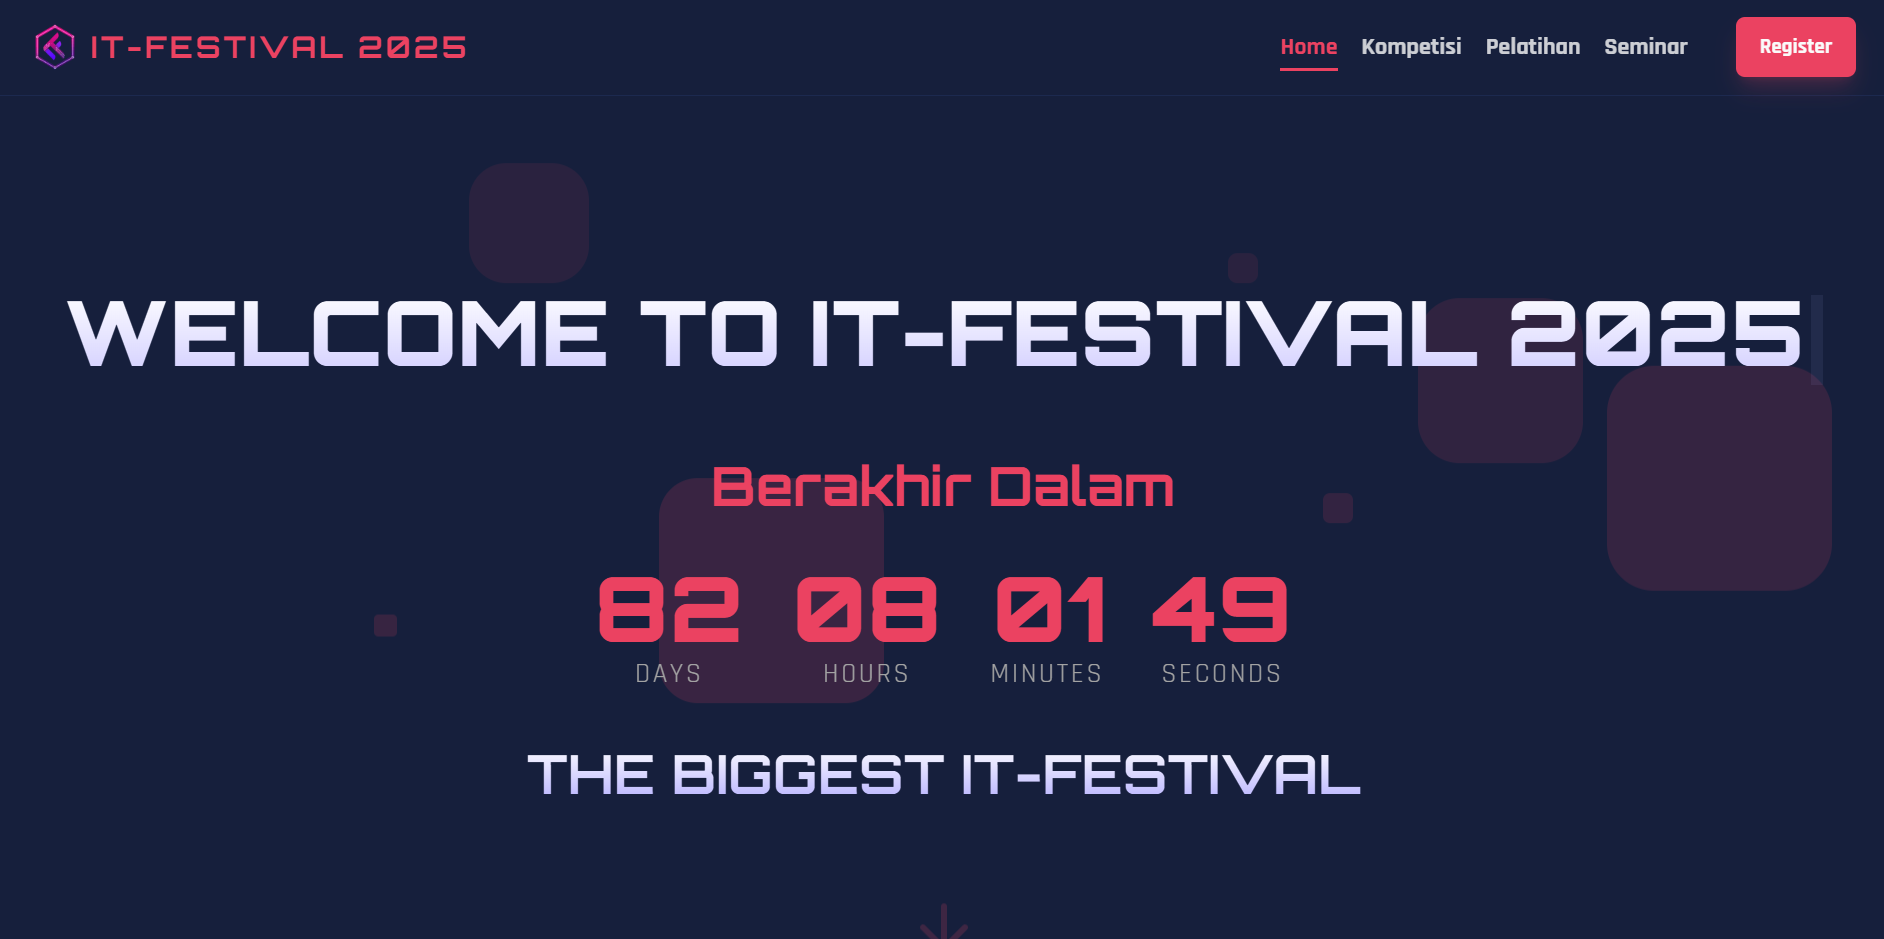 IT-FESTIVAL 2025
Home Kompetisi Pelatihan Seminar Register
WELCOME TO IT-FESTIVAL 2025
Berakhir Dalam
82 08 01 49
DAYS HOURS MINUTES SECONDS
THE BIGGEST IT-FESTIVAL